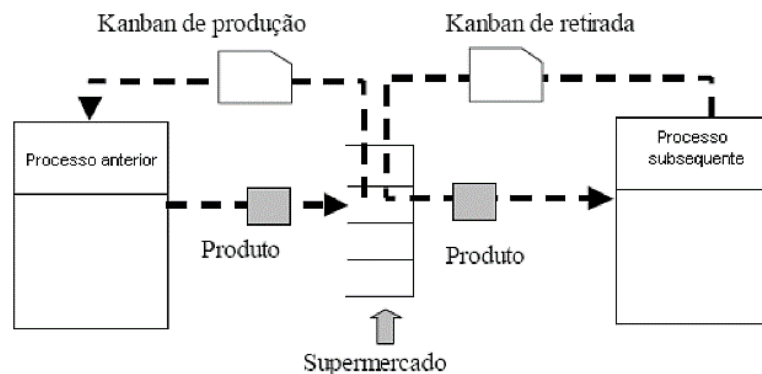 Kanban de produção
Kanban de retirada
Processo anterior
Processo
subsequente
Produto
Produto
Supermercado